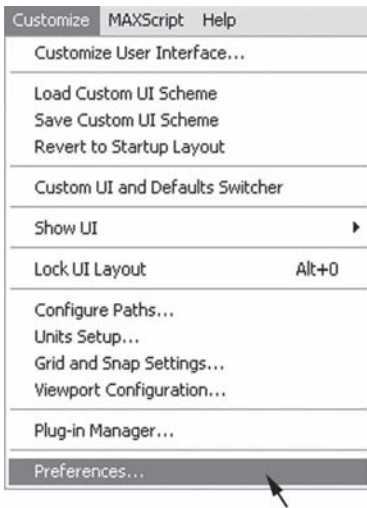 Customize MAXScript Help
Customize User Interface...
Load Custom UI Scheme
Save Custom UI Scheme
Revert to Startup Layout
Custom UI and Defaults Switcher
Show UI
Lock UI Layout Alt+0
Configure Paths...
Units Setup...
Grid and Snap Settings...
Viewport Configuration...
Plug-in Manager...
Preferences...